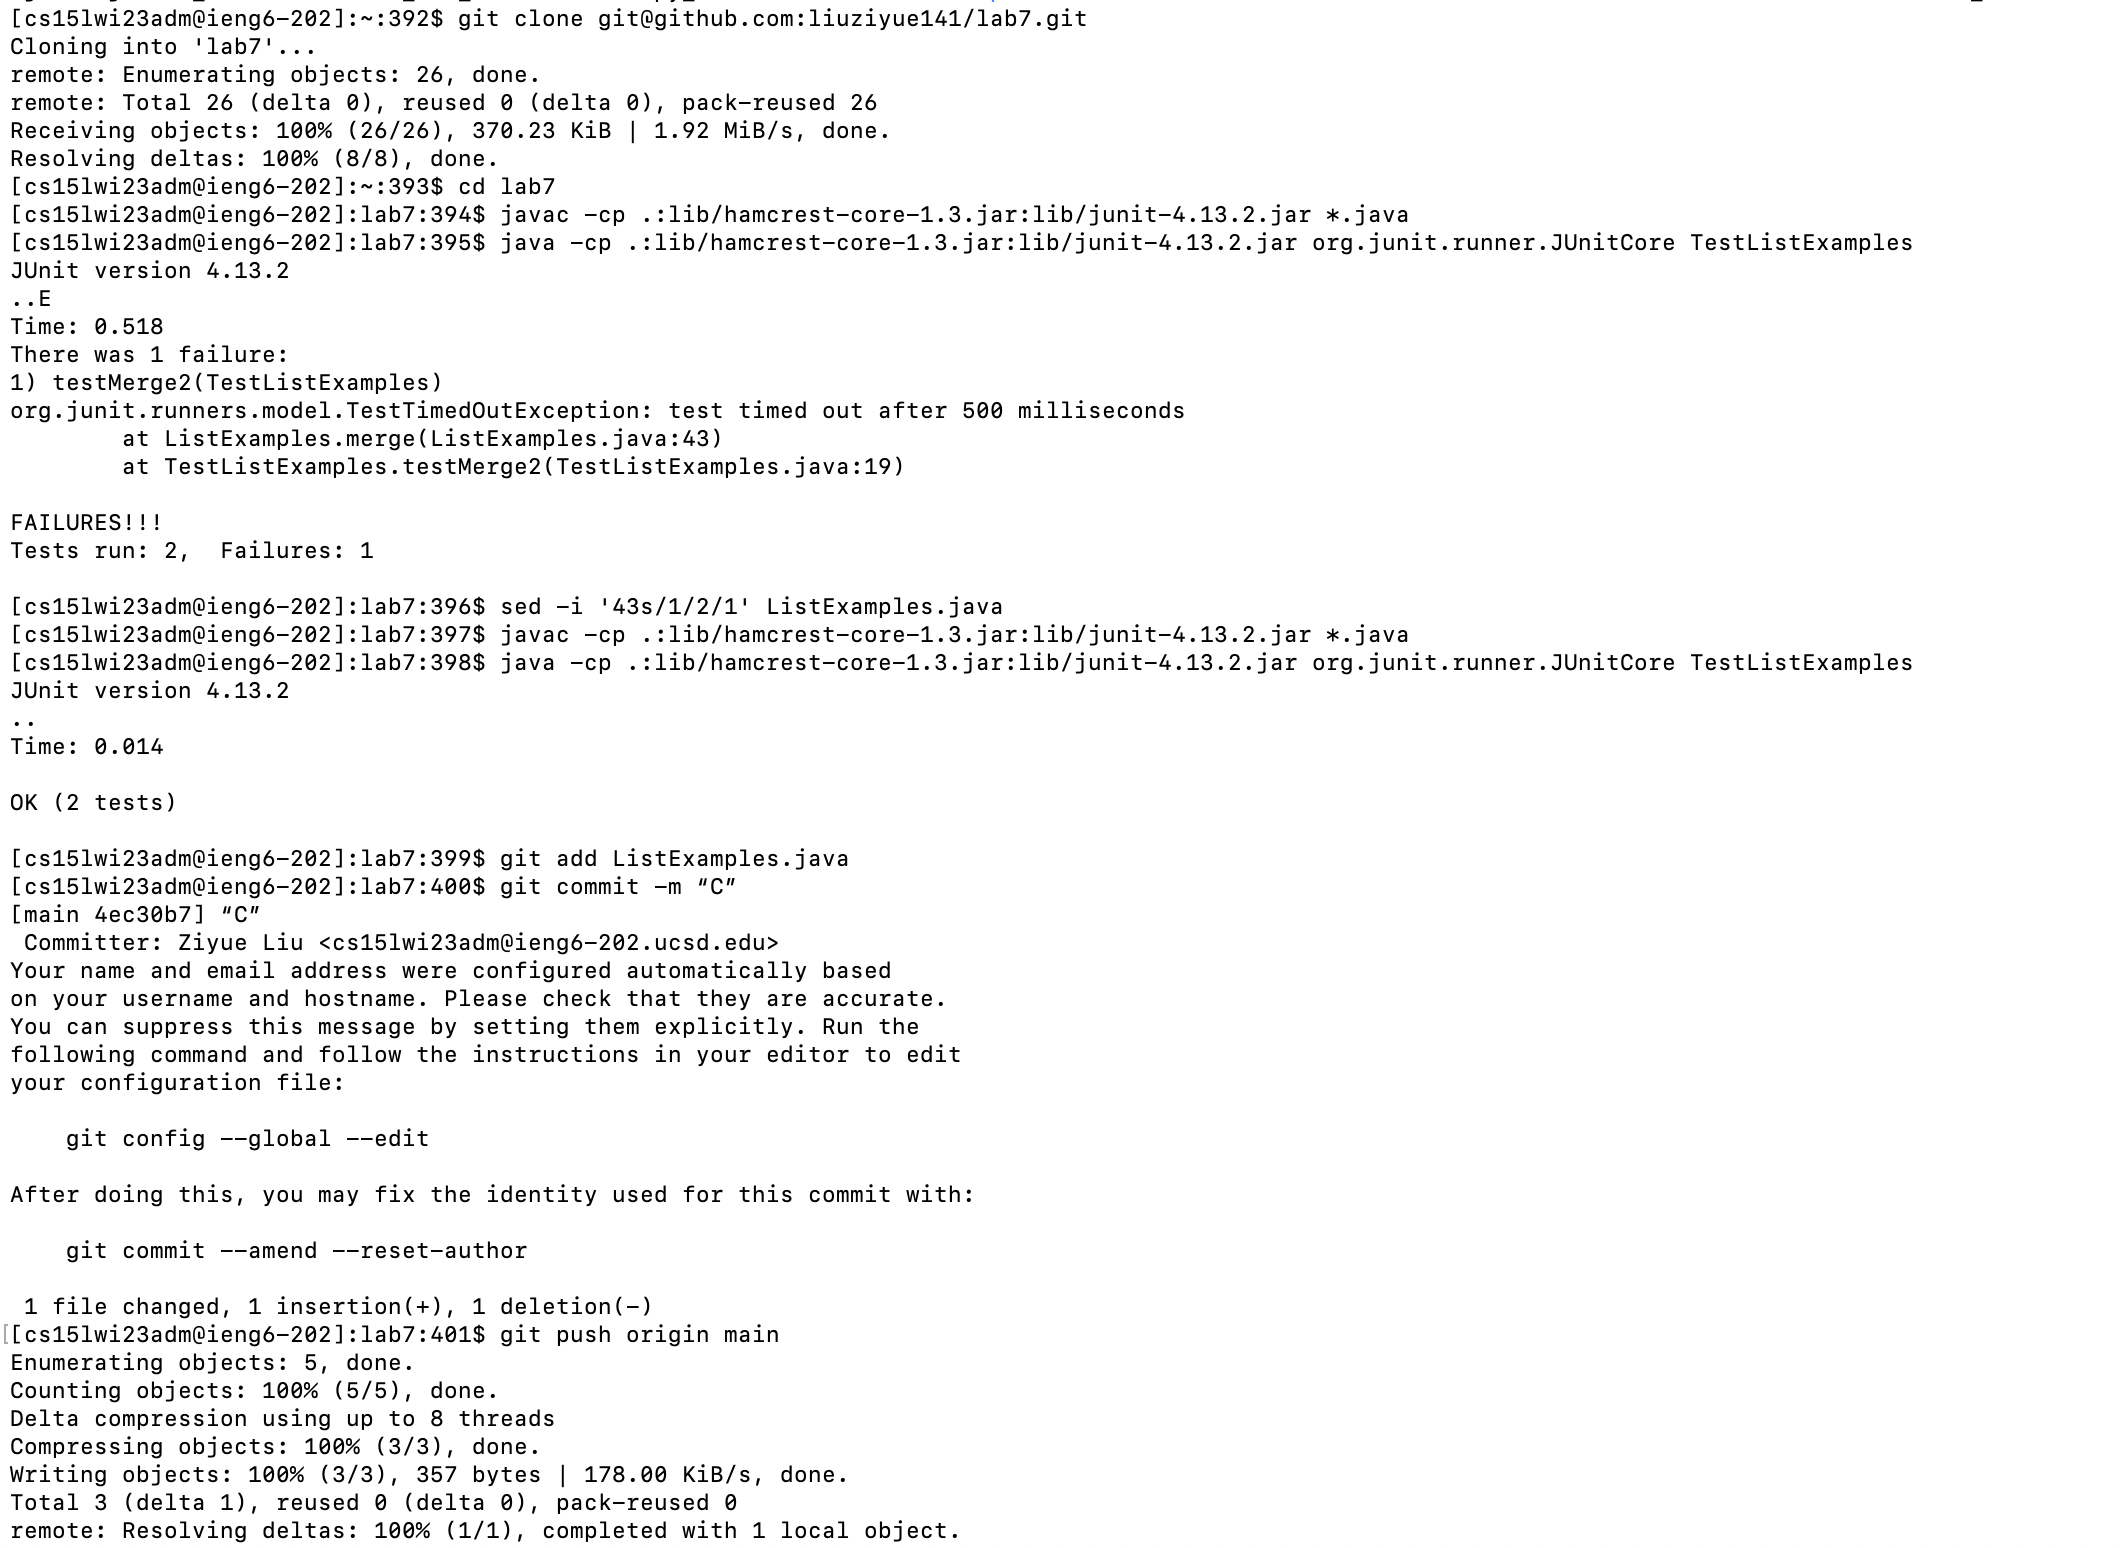 [cs15lwi23adm@ieng6-202]:~:392$ git clone git@github.com:liuziyue141/lab7.git
Cloning into 'lab7'...
remote: Enumerating objects: 26, done.
remote: Total 26 (delta 0), reused 0 (delta 0), pack-reused 26
Receiving objects: 100% (26/26), 370.23 KiB | 1.92 MiB/s, done.
Resolving deltas: 100% (8/8), done.
[cs15lwi23adm@ieng6-202]:~:393$ cd lab7
[cs15lwi23adm@ieng6-202]:lab7:394$ javac -cp .:lib/hamcrest-core-1.3.jar:lib/junit-4.13.2.jar *.java
[cs15lwi23adm@ieng6-202]:lab7:395$ java -cp .:lib/hamcrest-core-1.3.jar:lib/junit-4.13.2.jar org.junit.runner.JUnitCore TestListExamples
JUnit version 4.13.2
..E
Time: 0.518
There was 1 failure:
1) testMerge2(TestListExamples)
org.junit.runners.model.TestTimedOutException: test timed out after 500 milliseconds
        at ListExamples.merge(ListExamples.java:43)
        at TestListExamples.testMerge2(TestListExamples.java:19)

FAILURES!!!
Tests run: 2,  Failures: 1

[cs15lwi23adm@ieng6-202]:lab7:396$ sed -i '43s/1/2/1' ListExamples.java
[cs15lwi23adm@ieng6-202]:lab7:397$ javac -cp .:lib/hamcrest-core-1.3.jar:lib/junit-4.13.2.jar *.java
[cs15lwi23adm@ieng6-202]:lab7:398$ java -cp .:lib/hamcrest-core-1.3.jar:lib/junit-4.13.2.jar org.junit.runner.JUnitCore TestListExamples
JUnit version 4.13.2
..
Time: 0.014

OK (2 tests)

[cs15lwi23adm@ieng6-202]:lab7:399$ git add ListExamples.java
[cs15lwi23adm@ieng6-202]:lab7:400$ git commit -m “C”
[main 4ec30b7] “C”
 Committer: Ziyue Liu <cs15lwi23adm@ieng6-202.ucsd.edu>
Your name and email address were configured automatically based
on your username and hostname. Please check that they are accurate.
You can suppress this message by setting them explicitly. Run the
following command and follow the instructions in your editor to edit
your configuration file:

    git config --global --edit

After doing this, you may fix the identity used for this commit with:

    git commit --amend --reset-author

 1 file changed, 1 insertion(+), 1 deletion(-)
[[cs15lwi23adm@ieng6-202]:lab7:401$ git push origin main
Enumerating objects: 5, done.
Counting objects: 100% (5/5), done.
Delta compression using up to 8 threads
Compressing objects: 100% (3/3), done.
Writing objects: 100% (3/3), 357 bytes | 178.00 KiB/s, done.
Total 3 (delta 1), reused 0 (delta 0), pack-reused 0
remote: Resolving deltas: 100% (1/1), completed with 1 local object.